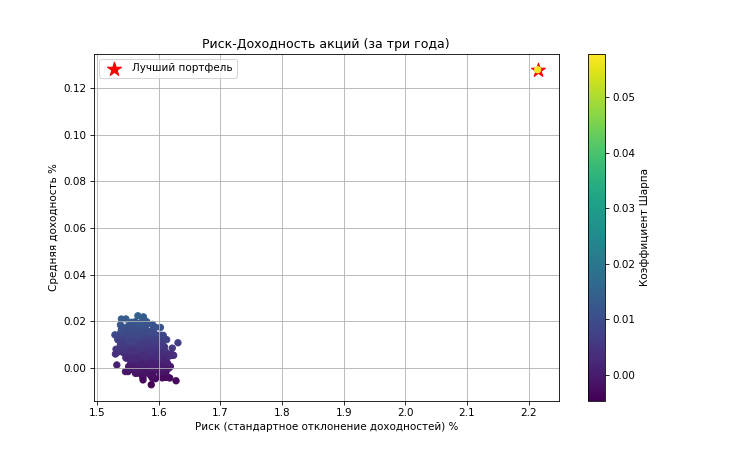 Риск-Доходность акций (за три года)
Лучший портфель
Средняя доходность %
0.12
0.10
0.08
0.06
0.04
0.02
0.00
1.5 1.6 1.7 1.8 1.9 2.0 2.1 2.2
Риск (стандартное отклонение доходностей) %
0.05
0.04
0.03
0.02
0.01
0.00
Коэффициент Шарпа